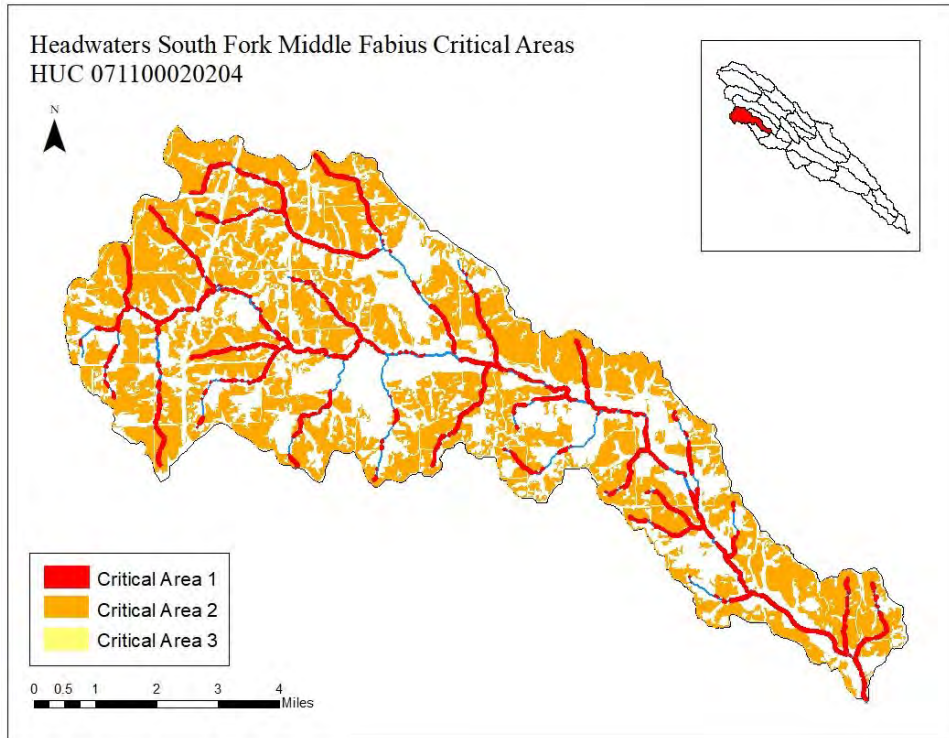 Headwaters South Fork Middle Fabius Critical Areas
HUC 071100020204
N
Critical Area 1
Critical Area 2
Critical Area 3
0 0.5 1 2 3 4
Miles